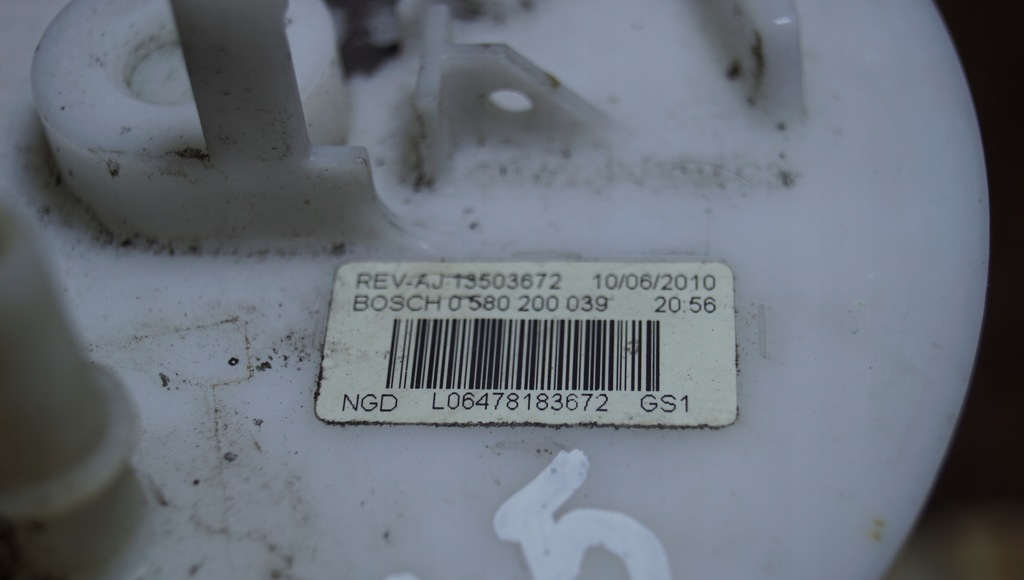 REV-AJ 13503672 10/06/2010
BOSCH 0 580 200 039 20:56
NGD L06478183672 GS1